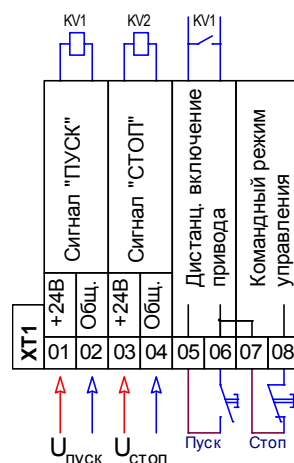 KV1 KV2 KV1
Сигнал "ПУСК"
Сигнал "СТОП"
Дистанц. включение
привода
Командный режим
управления
+24В Общ. +24В Общ.
XT1 01 02 03 04 05 06 07 08
Uпуск Uстоп Пуск Стоп